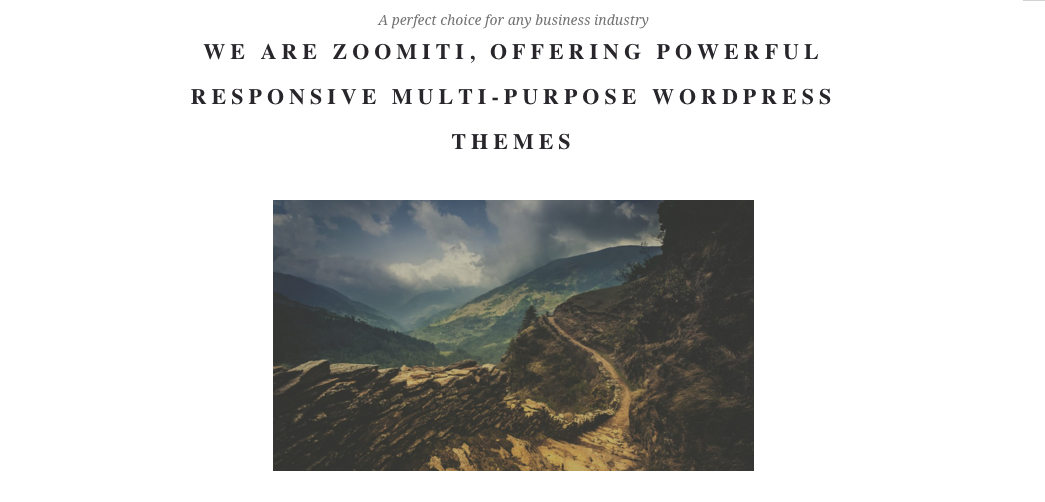 A perfect choice for any business industry
WE ARE ZOOMITI, OFFERING POWERFUL
RESPONSIVE MULTI-PURPOSE WORDPRESS
THEMES